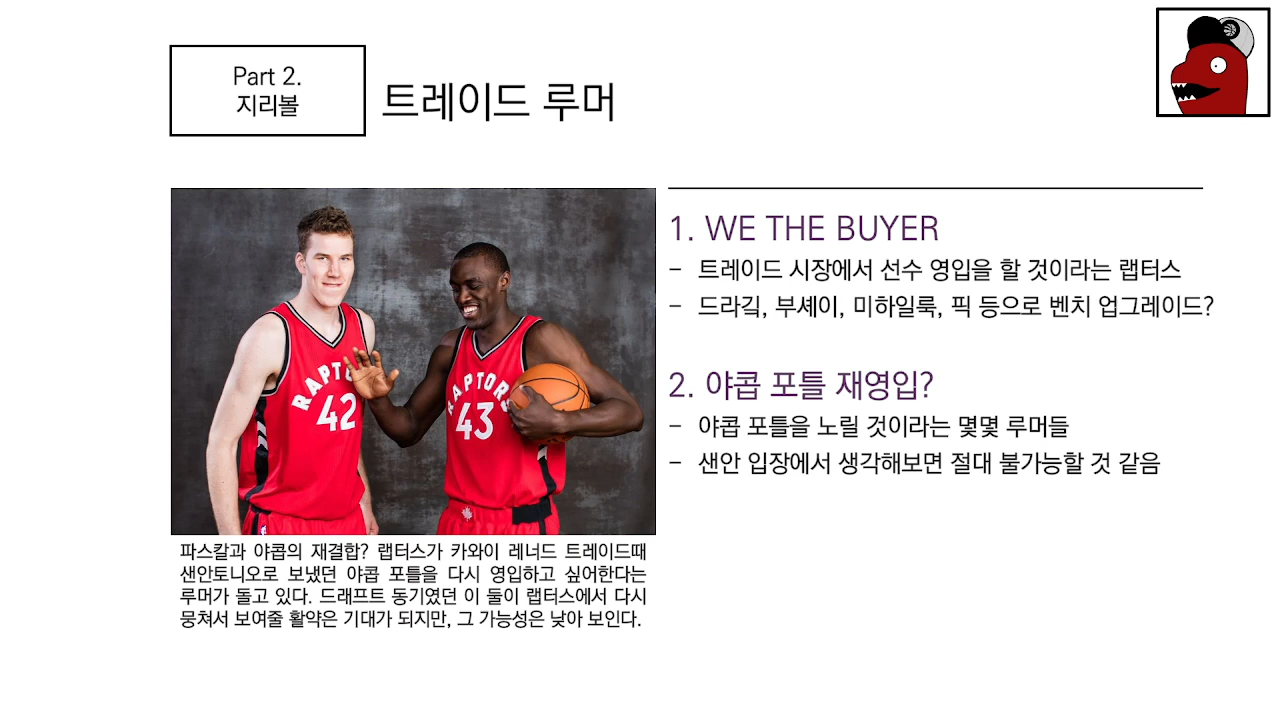 Part 2.
지리볼
트레이드 루머
RAPTO
42
RAPTORS
43
파스칼과 야콥의 재결합? 랩터스가 카와이 레너드 트레이드때
샌안토니오로 보냈던 야콥 포틀을 다시 영입하고 싶어한다는
루머가 돌고 있다. 드래프트 동기였던 이 둘이 랩터스에서 다시
뭉쳐서 보여줄 활약은 기대가 되지만, 그 가능성은 낮아 보인다.
1. WE THE BUYER
- 트레이드 시장에서 선수 영입을 할 것이라는 랩터스
- 드라깈, 부셰이, 미하일룩, 픽 등으로 벤치 업그레이드?
2. 야콥 포틀 재영입?
- 야콥 포틀을 노릴 것이라는 몇몇 루머들
- 샌안 입장에서 생각해보면 절대 불가능할 것 같음